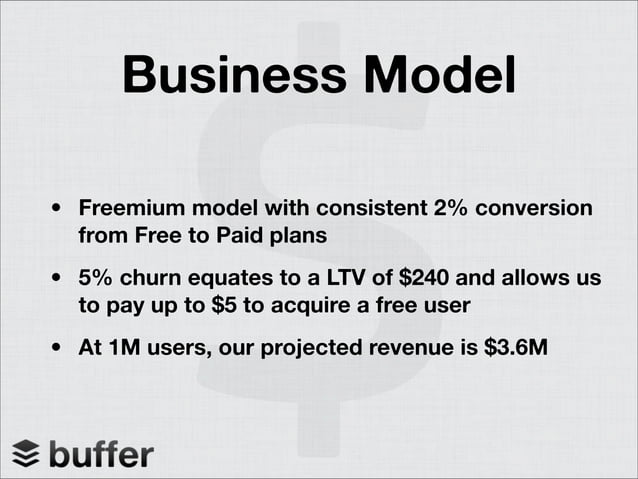 Business Model
• Freemium model with consistent 2% conversion
from Free to Paid plans
• 5% churn equates to a LTV of $240 and allows us
to pay up to $5 to acquire a free user
• At 1M users, our projected revenue is $3.6M
$
buffer